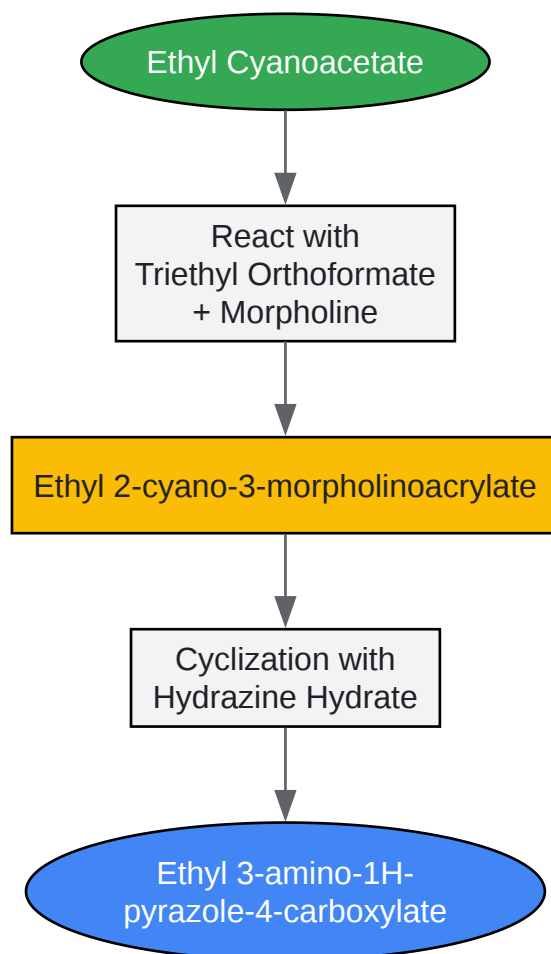 Ethyl Cyanoacetate
React with
Triethyl Orthoformate
+ Morpholine
Ethyl 2-cyano-3-morpholinoacrylate
Cyclization with
Hydrazine Hydrate
Ethyl 3-amino-1H-
pyrazole-4-carboxylate